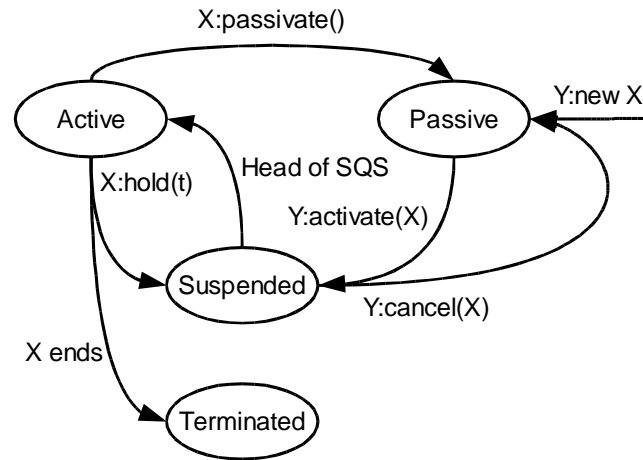 X:passivate()
Y:new X
Active
Passive
Head of SQS
X:hold(t)
Y:activate(X)
Suspended
Y:cancel(X)
X ends
Terminated